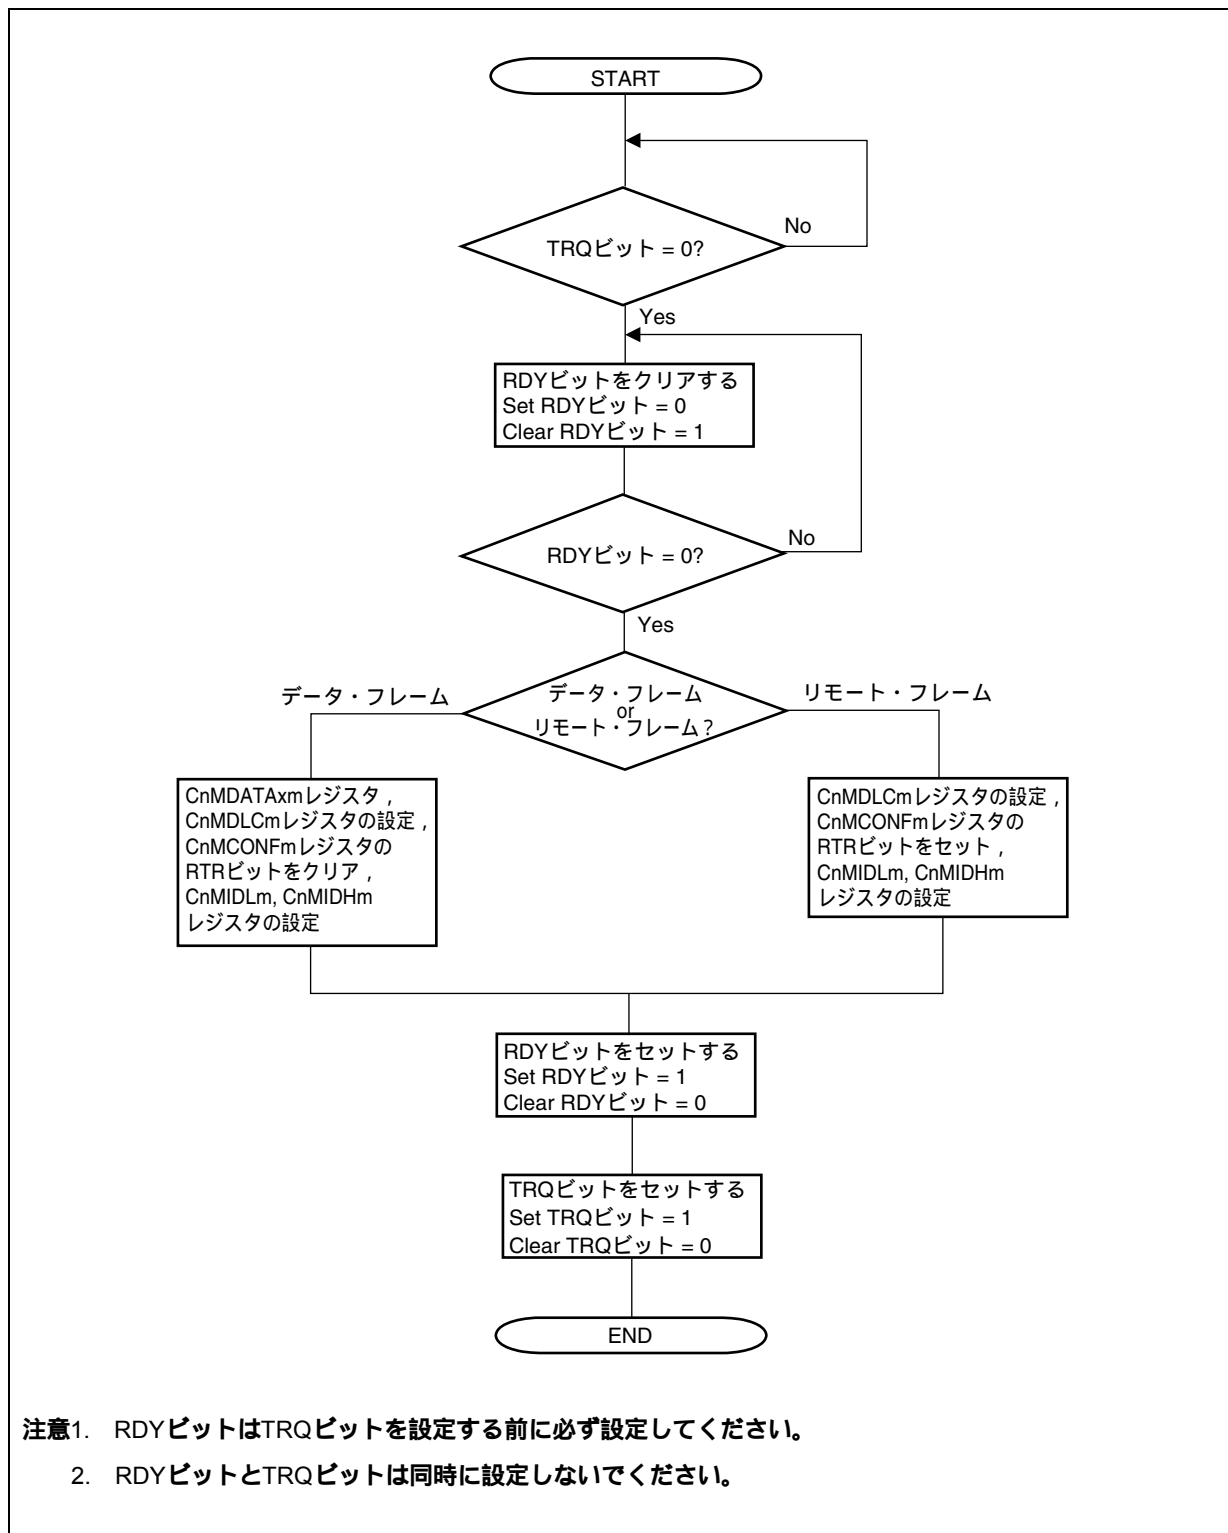 START
No
TRQビット = 0?
Yes
RDYビットをクリアする
Set RDYビット = 0
Clear RDYビット = 1
No
RDYビット = 0?
Yes
データ・フレーム
データ・フレーム
or
リモート・フレーム？
リモート・フレーム
CnMDATAxmレジスタ，
CnMDLCmレジスタの設定，
CnMCONFmレジスタの
RTRビットをクリア，
CnMIDLm, CnMIDHm
レジスタの設定
CnMDLCmレジスタの設定，
CnMCONFmレジスタの
RTRビットをセット，
CnMIDLm, CnMIDHm
レジスタの設定
RDYビットをセットする
Set RDYビット = 1
Clear RDYビット = 0
TRQビットをセットする
Set TRQビット = 1
Clear TRQビット = 0
END
注意1. RDYビットはTRQビットを設定する前に必ず設定してください。
2. RDYビットとTRQビットは同時に設定しないでください。